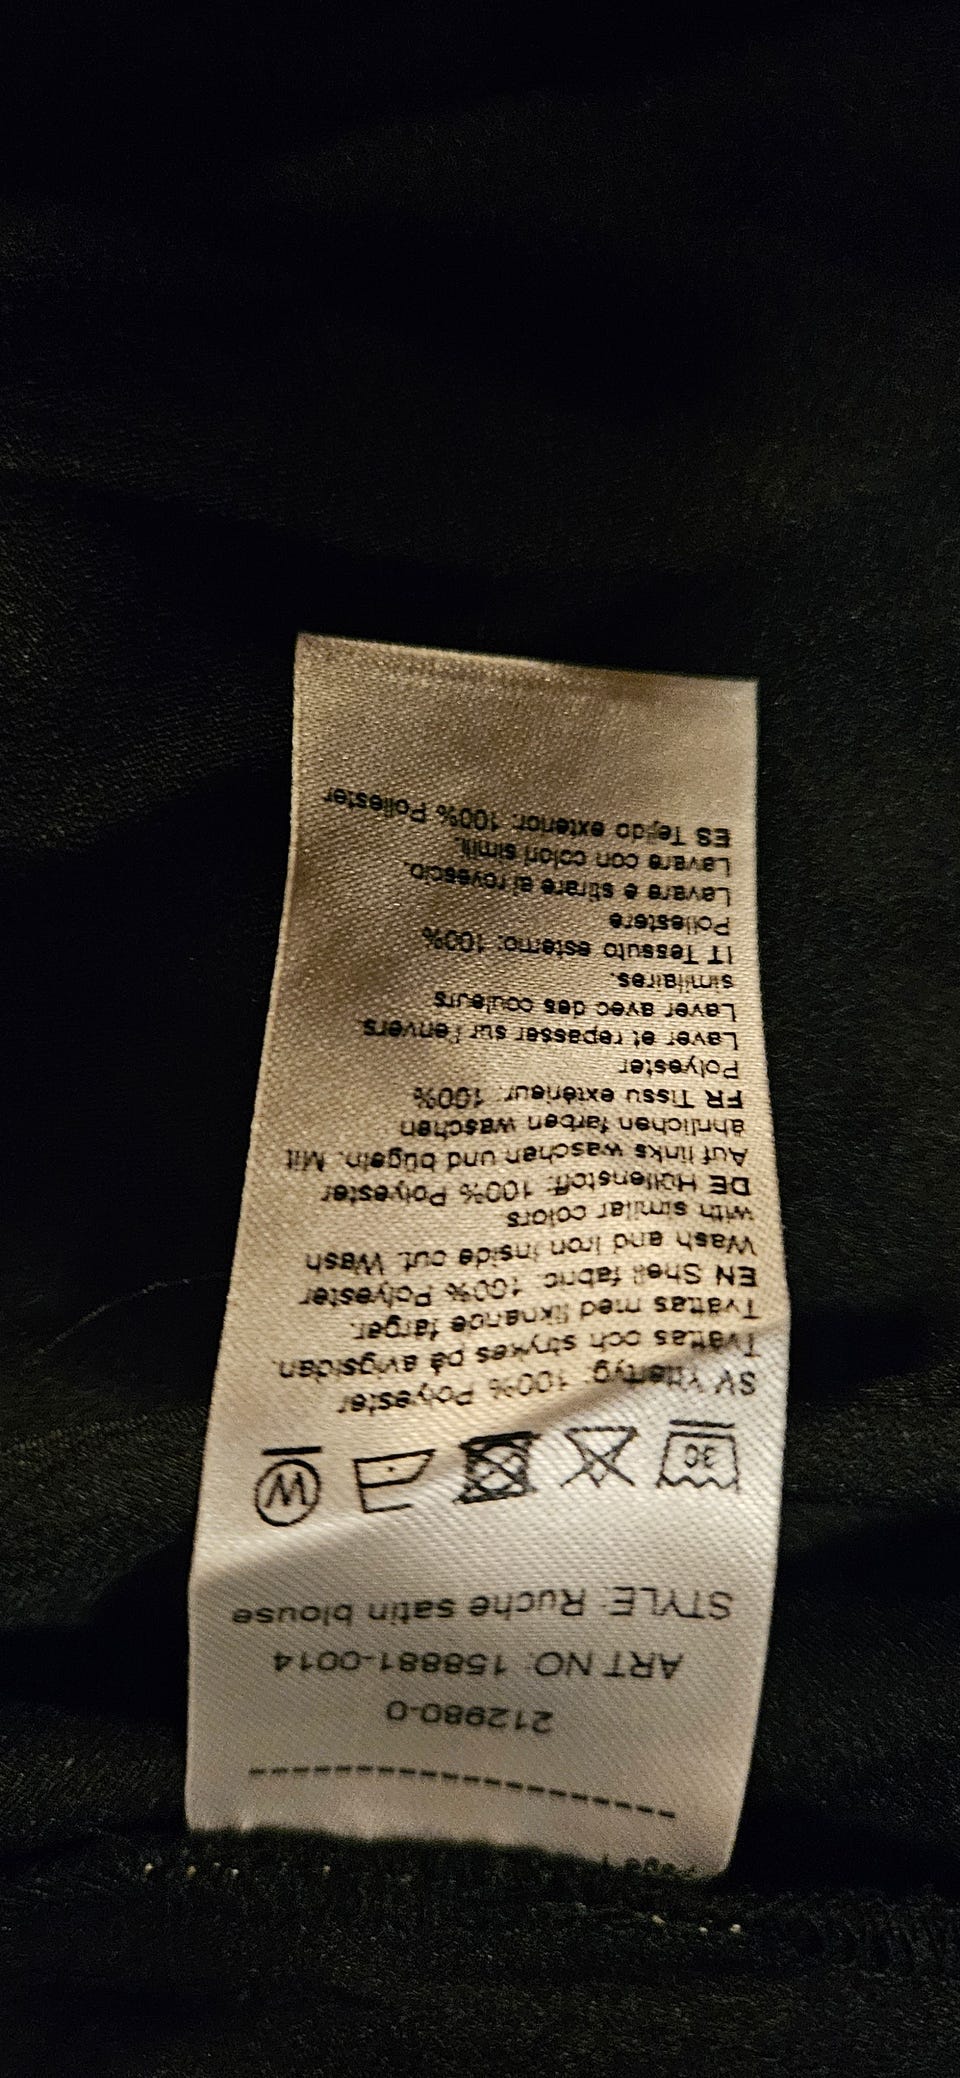 Page 1
212980-0
ART NO: 158881-0014
STYLE: Ruche satin blouse
30
W
SV Yttertyg: 100% Polyester
Tvättas och strykes på avigsidan.
Tvättas med liknande färger.
EN Shell fabric: 100% Polyester
Wash and iron inside out. Wash
with similar colors
DE Hüllenstoff: 100% Polyester
Auf links waschen und bügeln. Mit
ähnlichen farben waschen
FR Tissu extérieur: 100%
Polyester
Laver et repasser sur l'envers.
Laver avec des couleurs
similaires.
IT Tessuto esterno: 100%
Poliestere
Lavare e stirare al rovescio.
Lavare con colori simili.
ES Tejido exterior: 100% Poliester